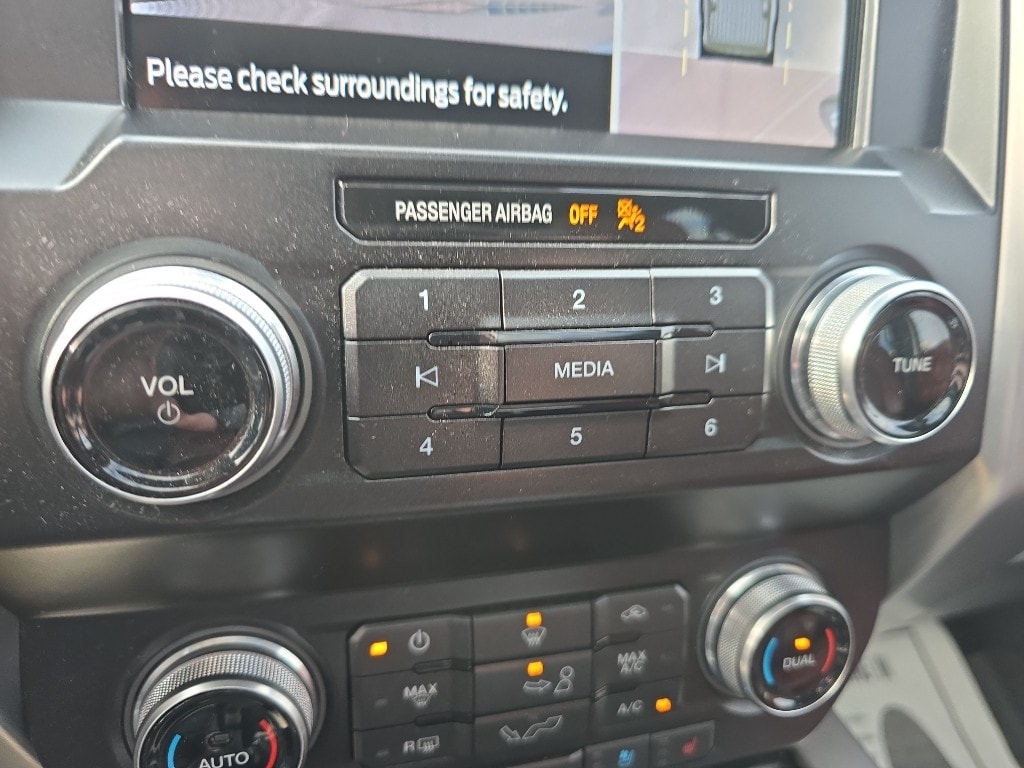 Please check surroundings for safety.
PASSENGER AIRBAG OFF 2
1 2 3
VOL
MEDIA
TUNE
4 5 6
MAX
MAX A/C
DUAL
A/C
R
AUTO